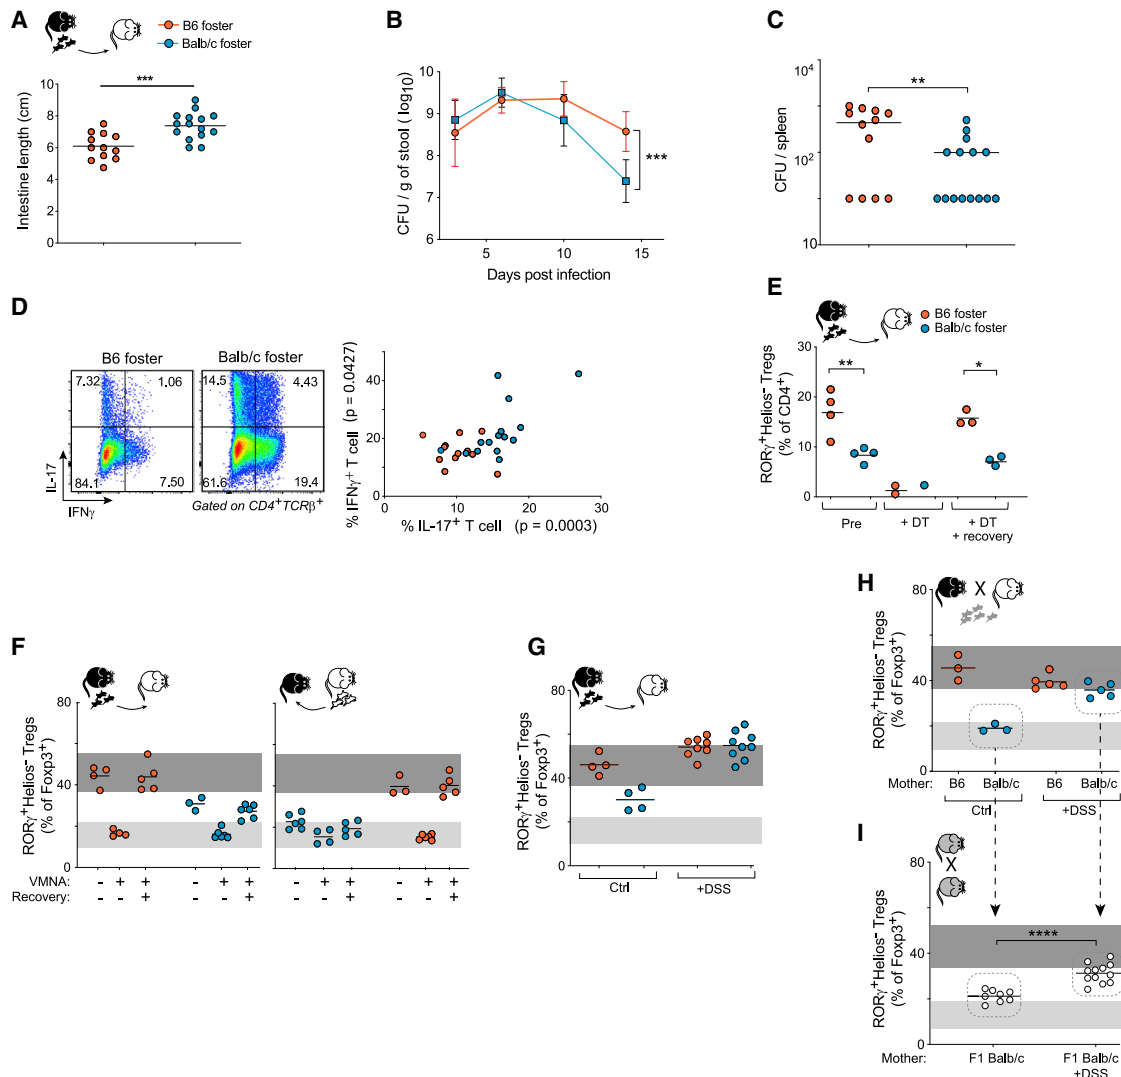 A
B6 foster
Balb/c foster
***
Intestine length (cm)
10
8
6
4
2
0
B
CFU / g of stool (log10)
10
9
8
7
6
5
10
15
***
Days post infection
C
**
CFU / spleen
10⁴
10²
10
D
B6 foster
Balb/c foster
7.32
1.06
84.1
7.50
14.5
4.43
61.6
19.4
IL-17
IFNγ
Gated on CD4⁺TCRβ⁺
% IFNγ⁺ T cell (p = 0.0427)
40
20
0
0
10
20
30
% IL-17⁺ T cell (p = 0.0003)
E
B6 foster
Balb/c foster
RORγ⁺Helios⁻ Tregs
(% of CD4⁺)
30
20
10
0
**
*
Pre
+ DT
+ DT
+ recovery
F
RORγ⁺Helios⁻ Tregs
(% of Foxp3⁺)
80
40
0
VMNA: - + + - + + - + + - + +
Recovery: - - + - - + - - + - - +
G
RORγ⁺Helios⁻ Tregs
(% of Foxp3⁺)
80
40
0
Ctrl
+DSS
H
X
RORγ⁺Helios⁻ Tregs
(% of Foxp3⁺)
80
40
0
Mother: B6 Balb/c B6 Balb/c
Ctrl
+DSS
I
X
RORγ⁺Helios⁻ Tregs
(% of Foxp3⁺)
80
40
0
****
Mother: F1 Balb/c F1 Balb/c
+DSS